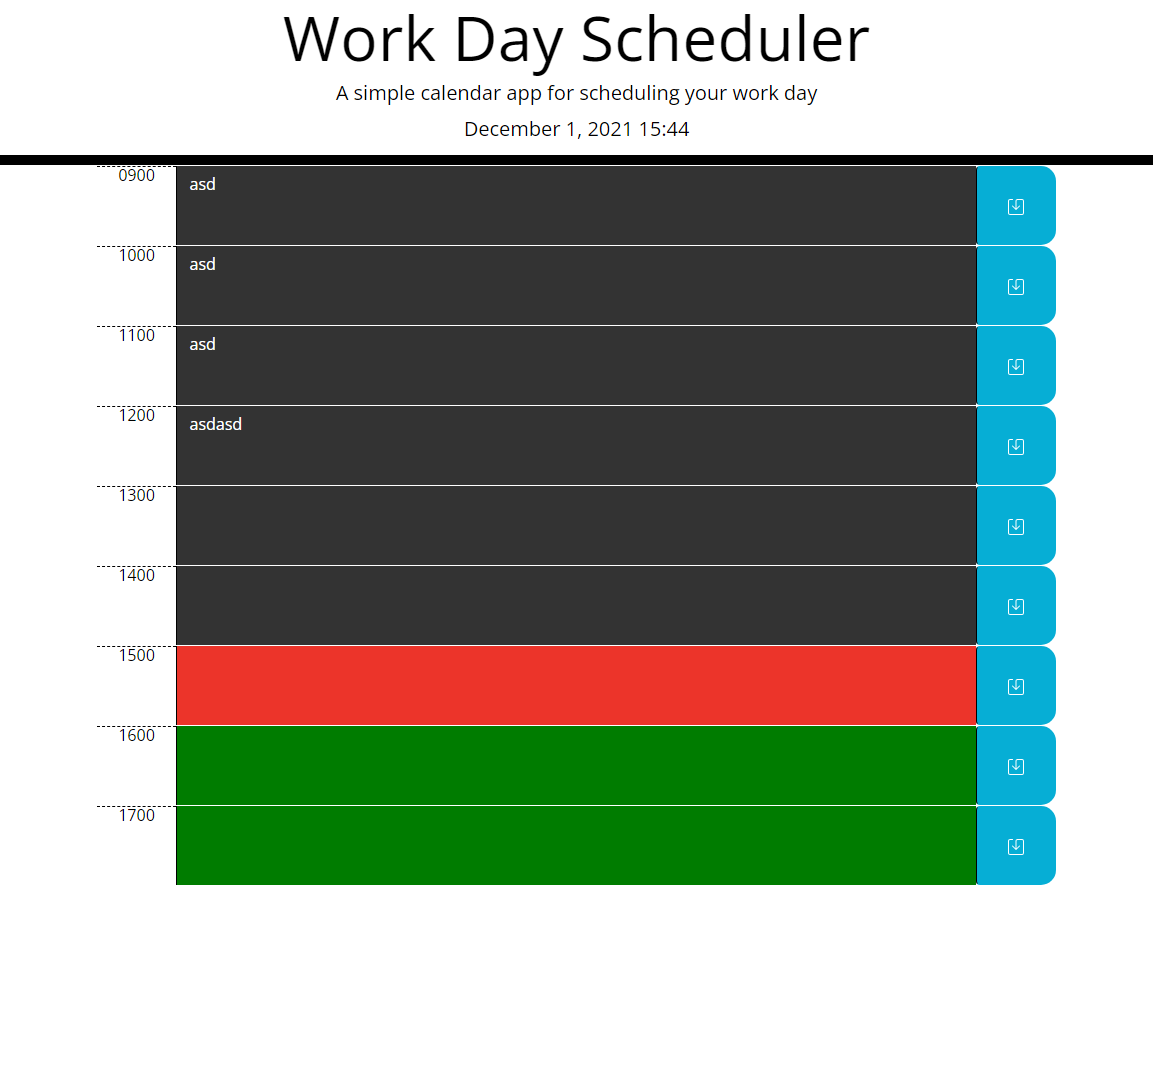 Work Day Scheduler
A simple calendar app for scheduling your work day
December 1, 2021 15:44
0900 asd
1000 asd
1100 asd
1200 asdasd
1300
1400
1500
1600
1700